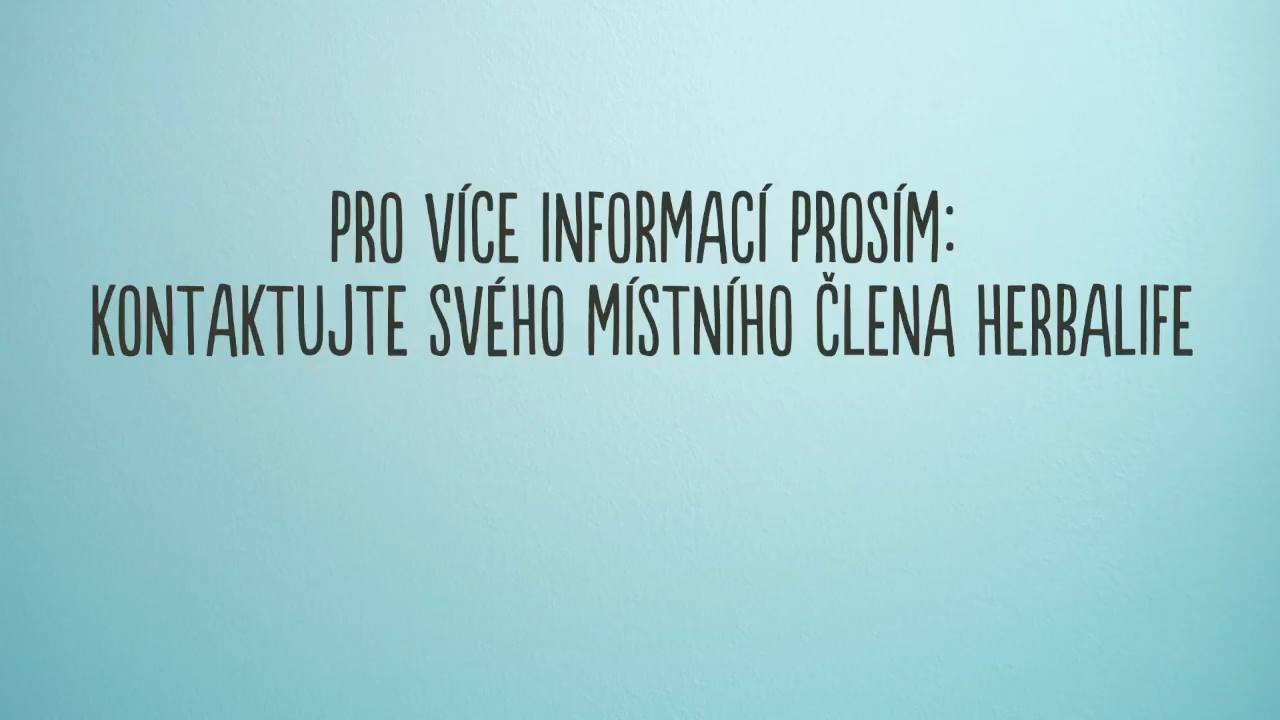 PRO VÍCE INFORMACÍ PROSÍM:
KONTAKTUJTE SVÉHO MÍSTNÍHO ČLENA HERBALIFE